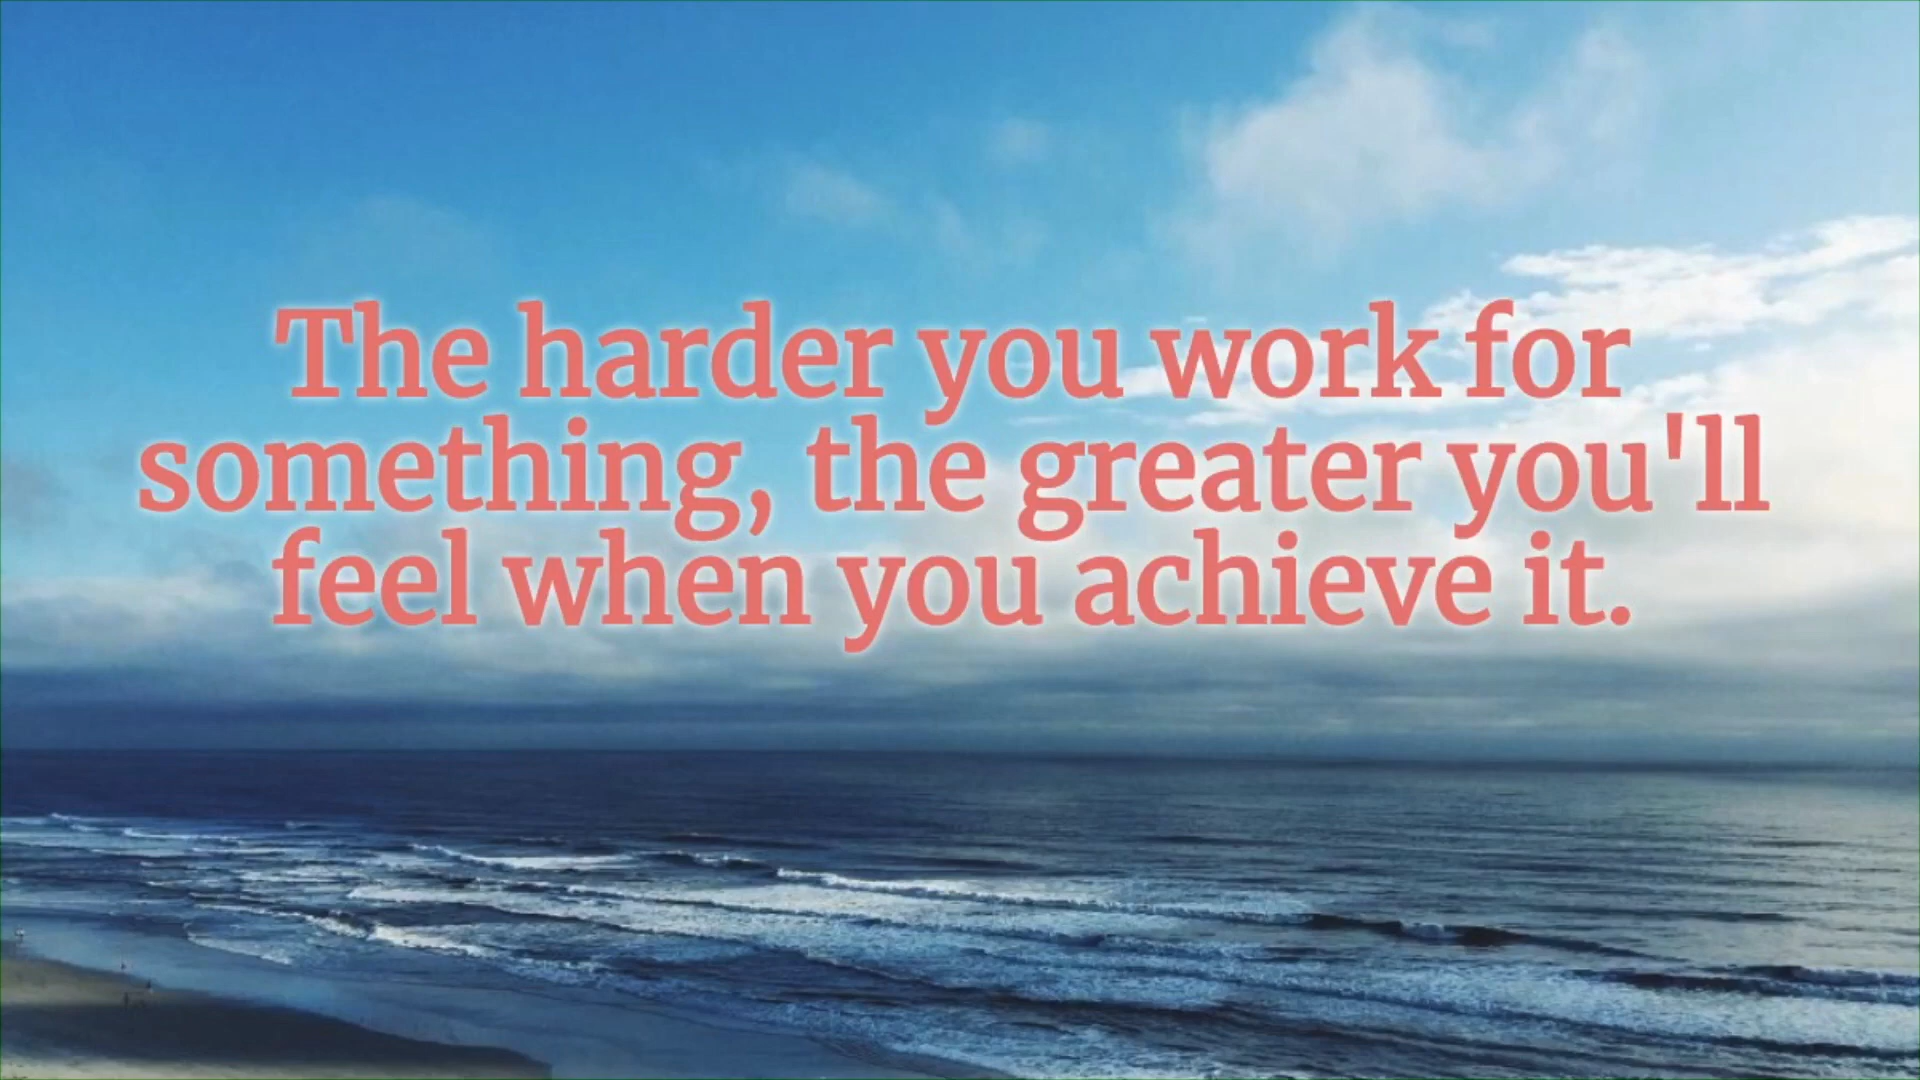 The harder you work for
something, the greater you'll
feel when you achieve it.